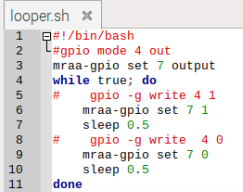 looper.sh ×
1 #!/bin/bash
2 #gpio mode 4 out
3 mraa-gpio set 7 output
4 while true; do
5 #    gpio -g write 4 1
6     mraa-gpio set 7 1
7     sleep 0.5
8 #    gpio -g write  4 0
9     mraa-gpio set 7 0
10     sleep 0.5
11 done